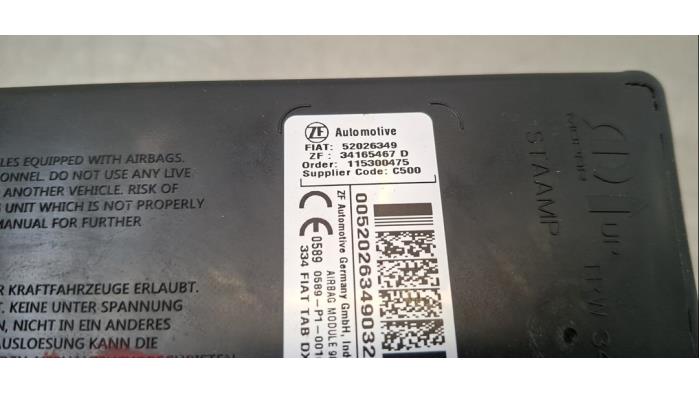 LES EQUIPPED WITH AIRBAGS.
ONNEL. DO NOT USE ANY LIVE
ANOTHER VEHICLE. RISK OF
UNIT WHICH IS NOT PROPERLY
MANUAL FOR FURTHER
R KRAFTFAHRZEUGE ERLAUBT.
T. KEINE UNTER SPANNUNG
N, NICHT IN EIN ANDERES
AUSLOESUNG KANN DIE
ZF Automotive
FIAT: 52026349
ZF : 34165467 D
Order: 115300475
Supplier Code: C500
CE 0589 0589-P1-001
334 FIAT TAB DX
AIRBAG MODULE 9
ZF Automotive Germany GmbH, Ind
0052026349032
STAAMP
TRW